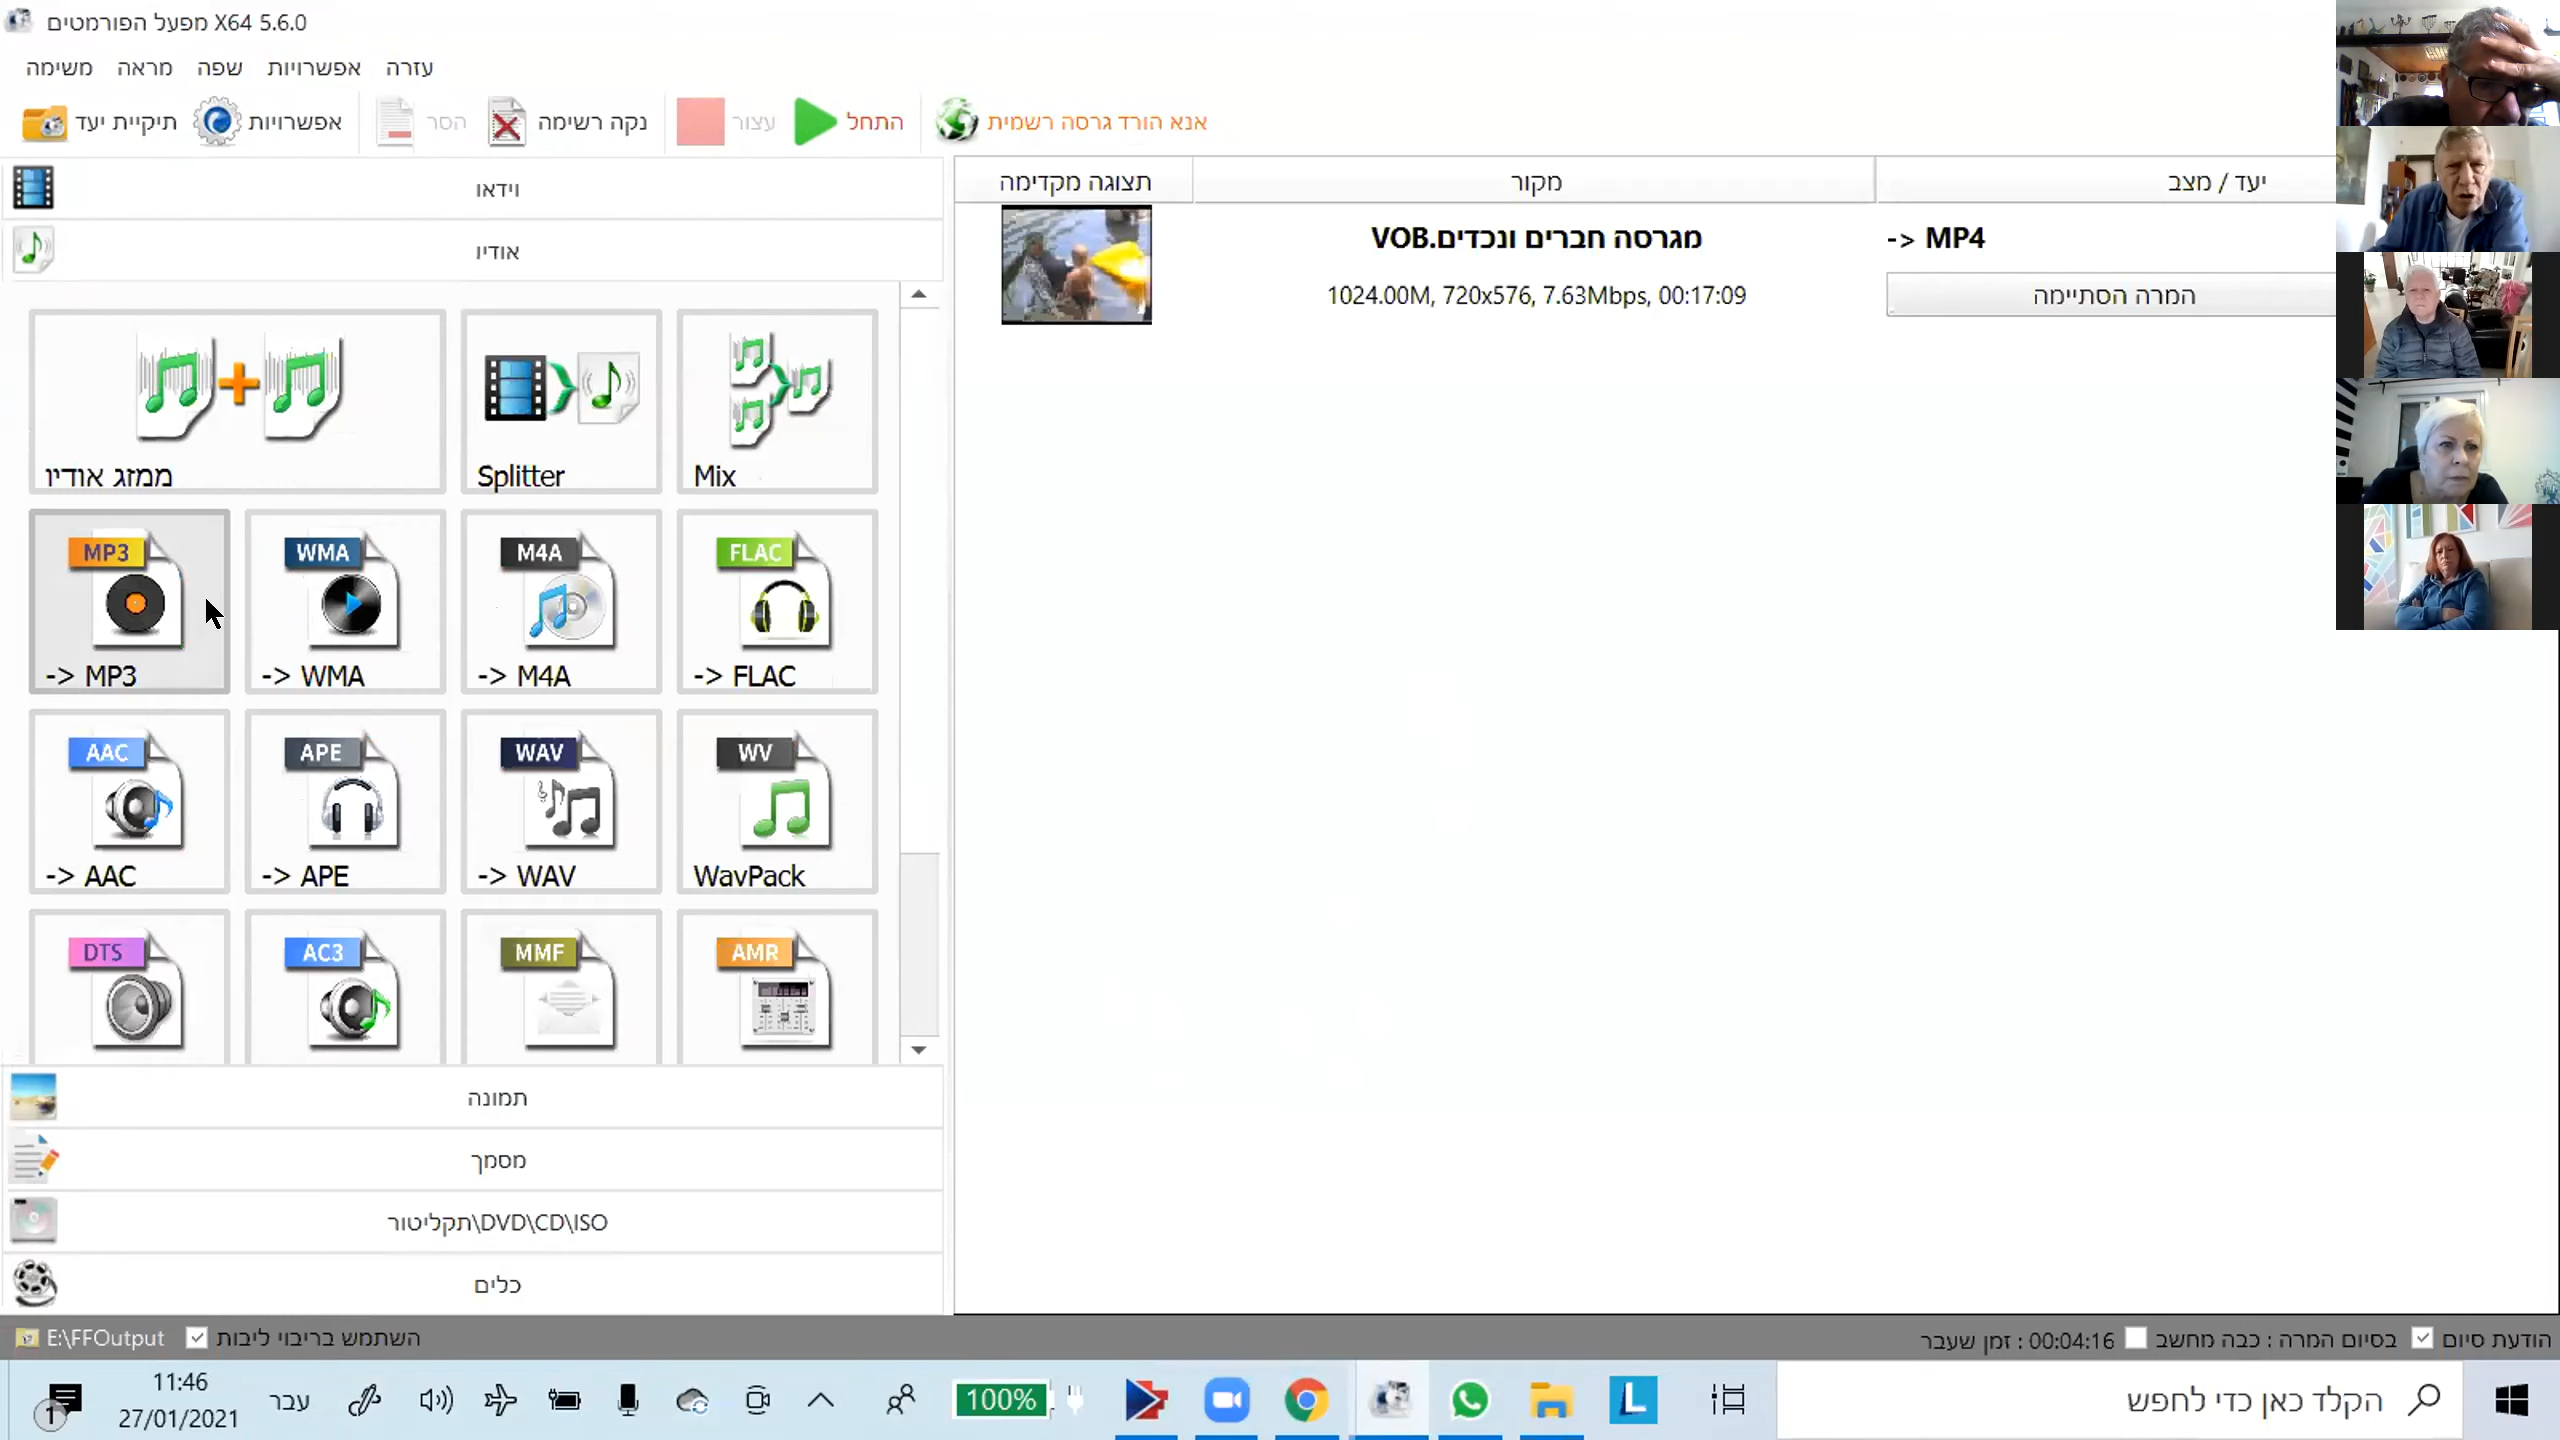 מפעל הפורמטים X64 5.6.0
משימה מראה שפה אפשרויות עזרה
תיקיית יעד אפשרויות הסר נקה רשימה עצור התחל אנא הורד גרסה רשמית
וידאו
אודיו
ממזג אודיו Splitter Mix
MP3 WMA M4A FLAC
-> MP3 -> WMA -> M4A -> FLAC
AAC APE WAV WV
-> AAC -> APE -> WAV WavPack
DTS AC3 MMF AMR
תמונה
מסמך
תקליטור\DVD\CD\ISO
כלים
תצוגה מקדימה מקור יעד / מצב
מגרסה חברים ונכדים.VOB -> MP4
1024.00M, 720x576, 7.63Mbps, 00:17:09 המרה הסתיימה
E:\FFOutput השתמש בריבוי ליבות זמן שעבר : 00:04:16 בסיום המרה : כבה מחשב הודעת סיום
1
11:46
27/01/2021
עבר
100%
L
הקלד כאן כדי לחפש